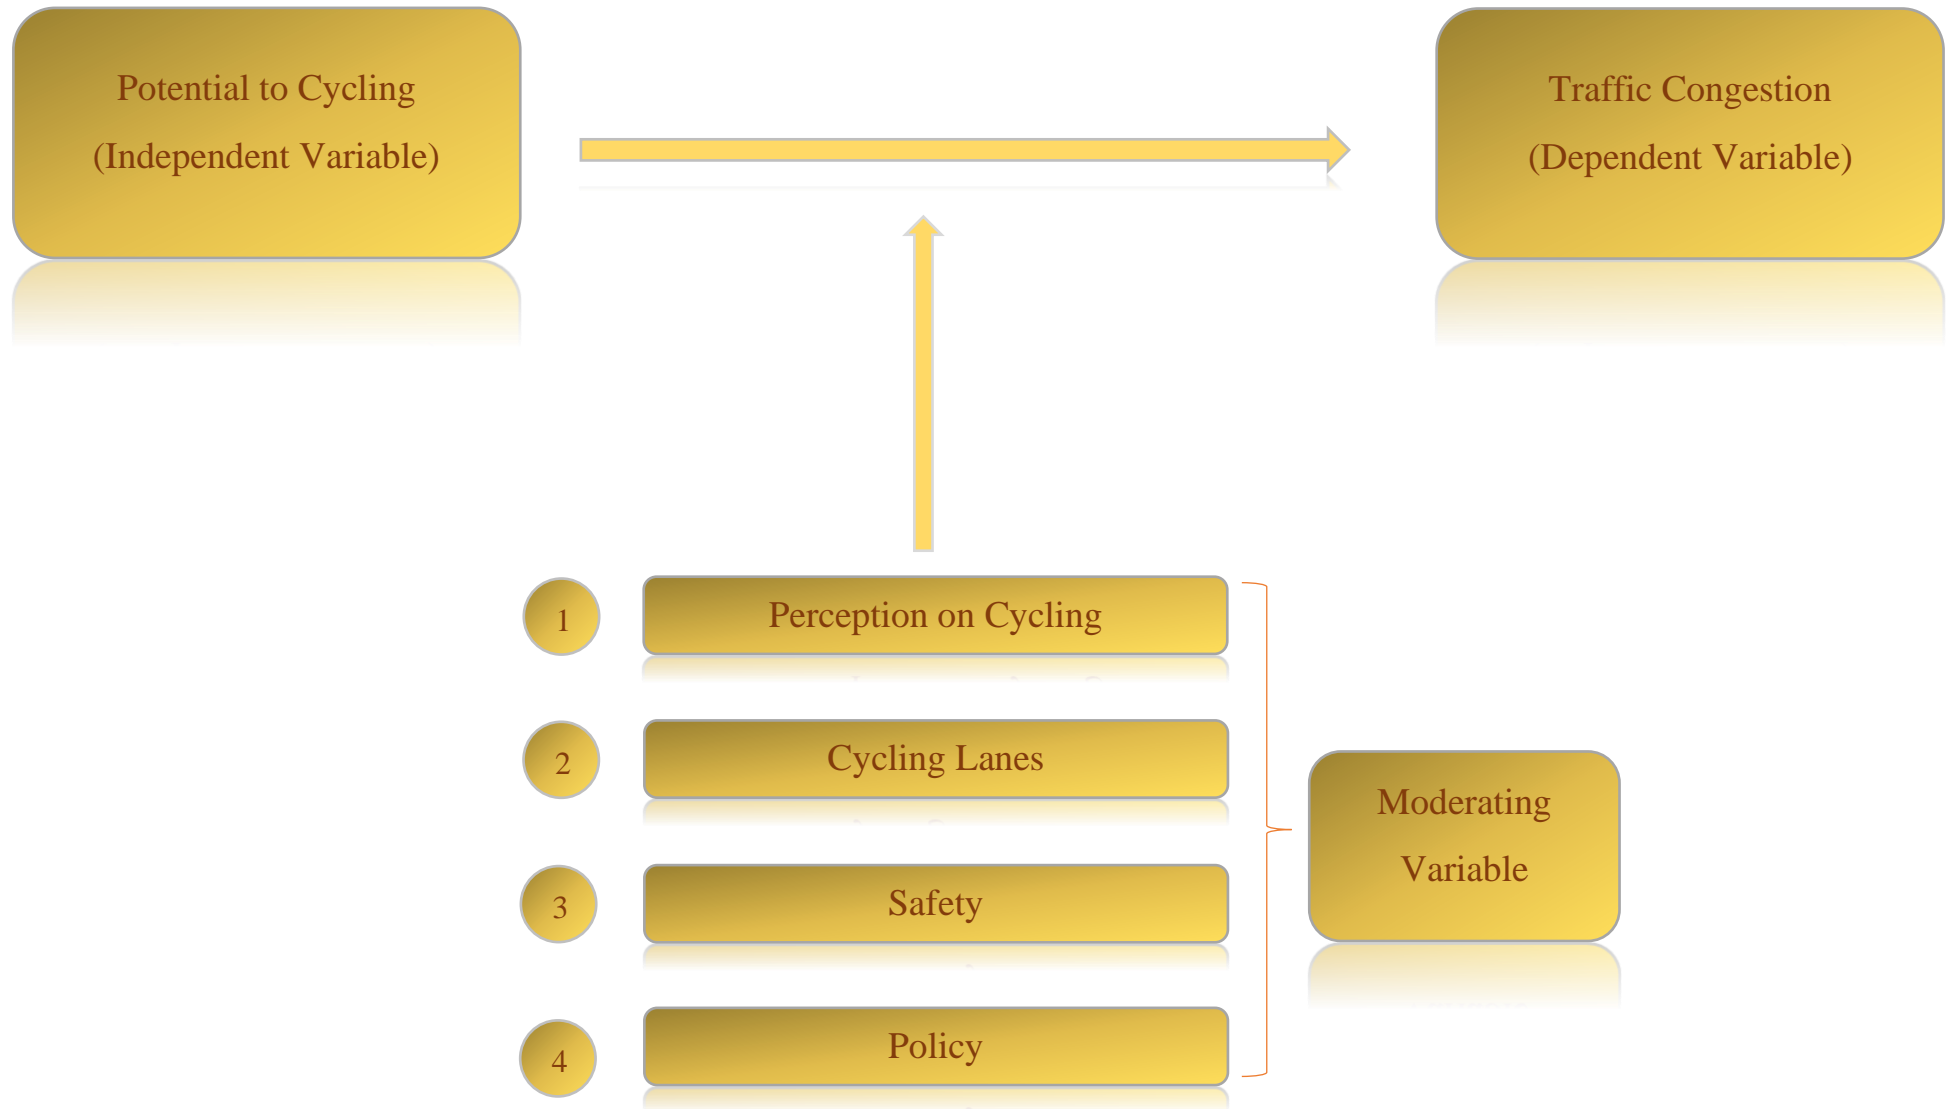 Potential to Cycling
(Independent Variable)
Traffic Congestion
(Dependent Variable)
1
Perception on Cycling
2
Cycling Lanes
3
Safety
4
Policy
Moderating
Variable